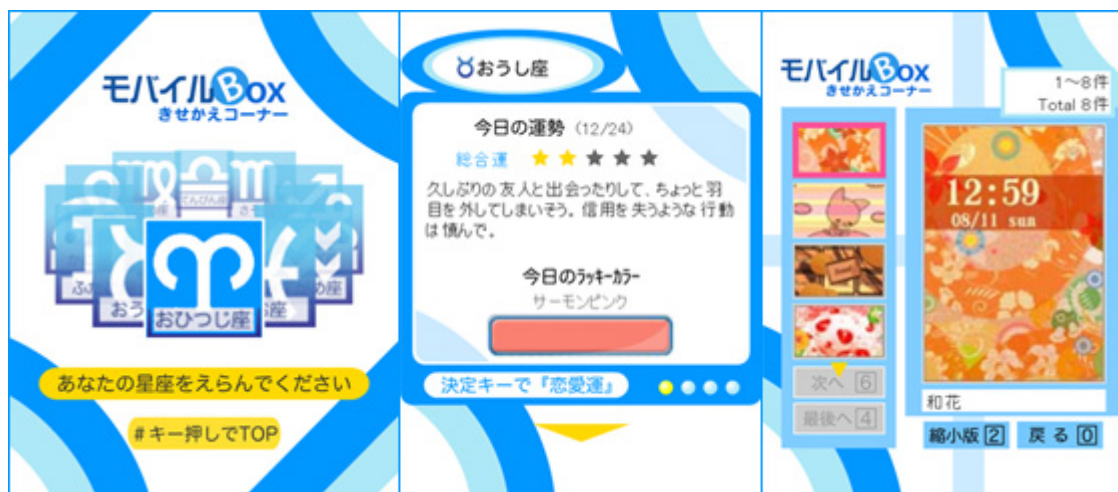 モバイルBox
きせかえコーナー
てんびん座
おひつじ座
あなたの星座をえらんでください
#キー押しでTOP
おうし座
今日の運勢 (12/24)
総合運 ★★★★★
久しぶりの友人と出会ったりして、ちょっと羽
目を外してしまいそう。信用を失うような行動
は慎んで。
今日のラッキーカラー
サーモンピンク
決定キーで『恋愛運』
モバイルBox
きせかえコーナー
1~8件
Total 8件
12:59
08/11 sun
次へ 6
最後へ 4
和花
縮小版 2 戻る 0